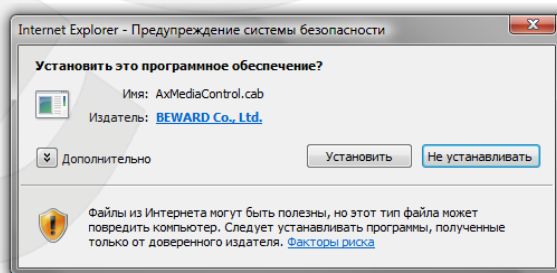 Internet Explorer - Предупреждение системы безопасности
Установить это программное обеспечение?
Имя: AxMediaControl.cab
Издатель: BEWARD Co., Ltd.
Дополнительно
Установить
Не устанавливать
Файлы из Интернета могут быть полезны, но этот тип файла может
повредить компьютер. Следует устанавливать программы, полученные
только от доверенного издателя. Факторы риска